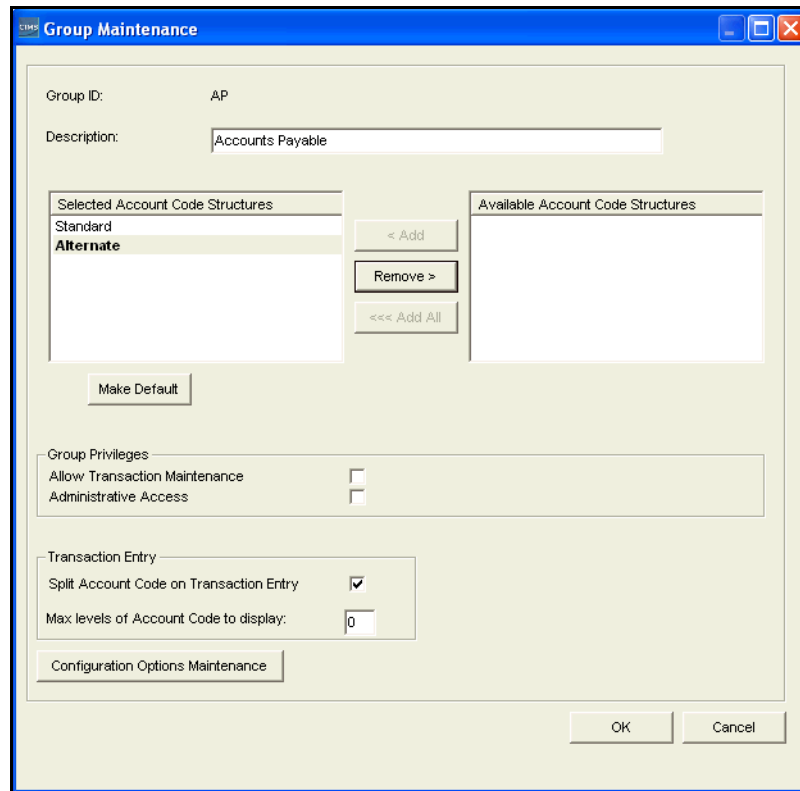 CIMS Group Maintenance
Group ID: AP
Description: Accounts Payable
Selected Account Code Structures
Standard
Alternate
< Add
Remove >
<<< Add All
Available Account Code Structures
Make Default
Group Privileges
Allow Transaction Maintenance
Administrative Access
Transaction Entry
Split Account Code on Transaction Entry
Max levels of Account Code to display: 0
Configuration Options Maintenance
OK Cancel